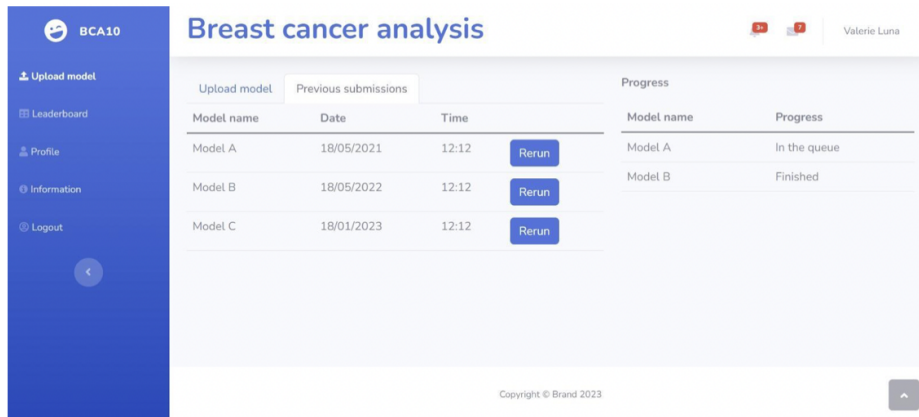 BCA10
Breast cancer analysis
3+
7
Valerie Luna
Upload model
Leaderboard
Profile
Information
Logout
Upload model Previous submissions
Model name Date Time
Model A 18/05/2021 12:12 Rerun
Model B 18/05/2022 12:12 Rerun
Model C 18/01/2023 12:12 Rerun
Progress
Model name Progress
Model A In the queue
Model B Finished
Copyright © Brand 2023